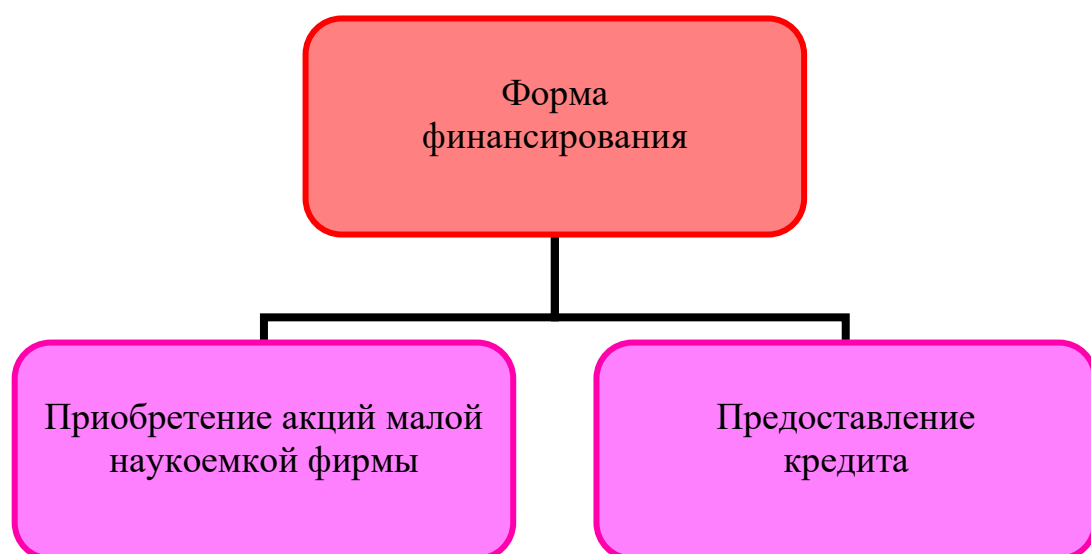 Форма
финансирования
Приобретение акций малой
наукоемкой фирмы
Предоставление
кредита